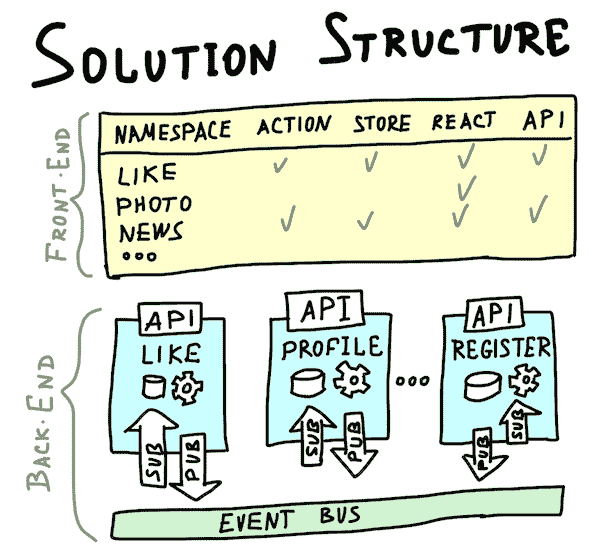 SOLUTION STRUCTURE
FRONT·END
NAMESPACE ACTION STORE REACT API
LIKE ✓ ✓ ✓ ✓
PHOTO ✓
NEWS ✓ ✓ ✓ ✓
ooo
BACK·END
API API API
LIKE PROFILE REGISTER
ooo
SUB PUB SUB PUB PUB SUB
EVENT BUS